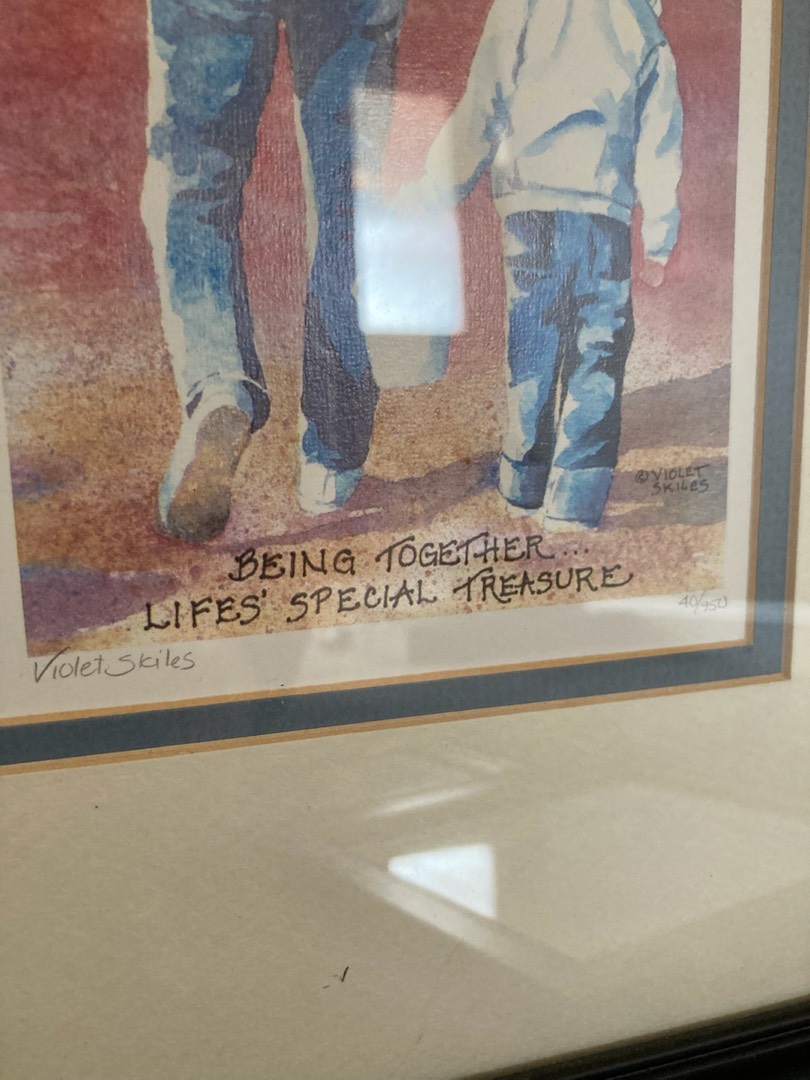 © VIOLET
SKILES
BEING TOGETHER...
LIFES' SPECIAL TREASURE
40/950
Violet Skiles